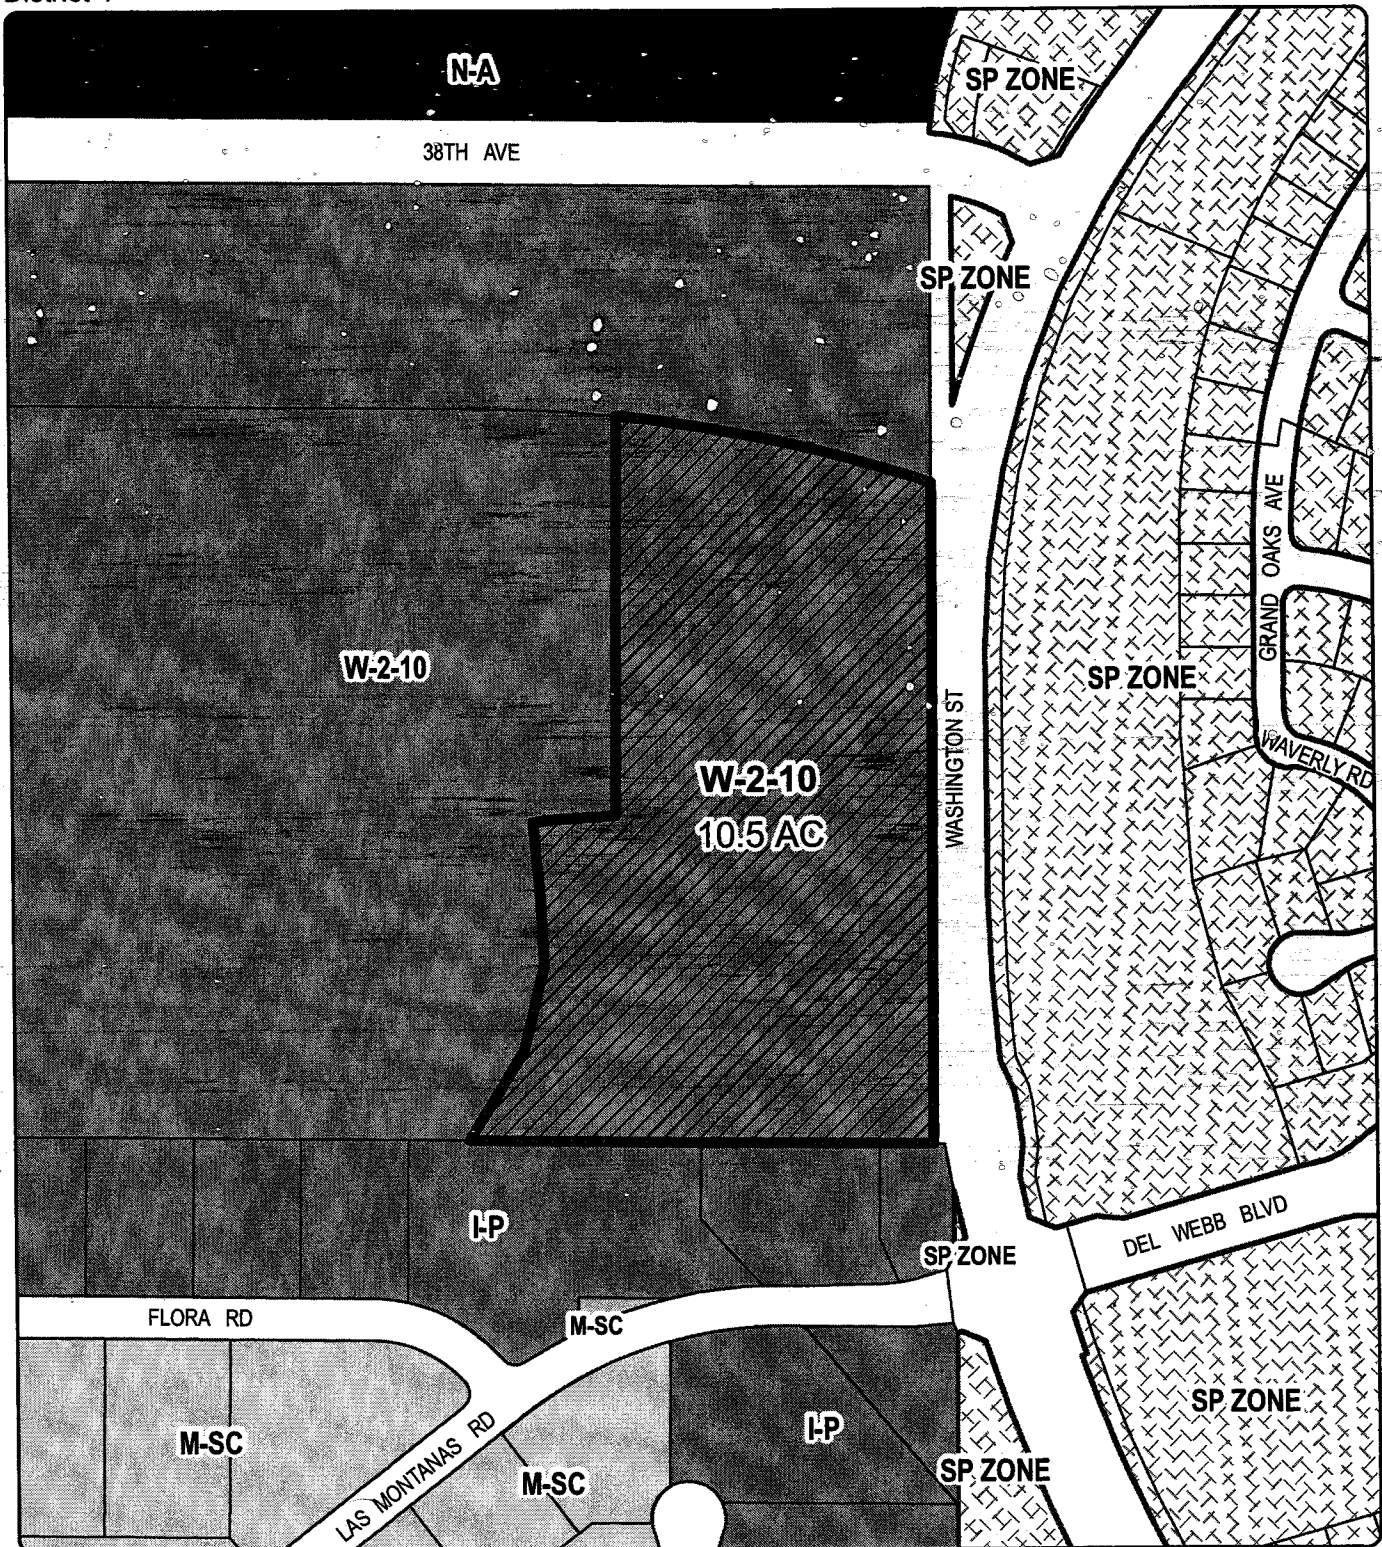 N-A
SP ZONE
38TH AVE
SP ZONE
GRAND OAKS AVE
W-2-10
SP ZONE
WASHINGTON ST
WAVERLY RD
W-2-10
10.5 AC
I-P
DEL WEBB BLVD
SP ZONE
FLORA RD
M-SC
SP ZONE
LAS MONTANAS RD
I-P
M-SC
SP ZONE
M-SC